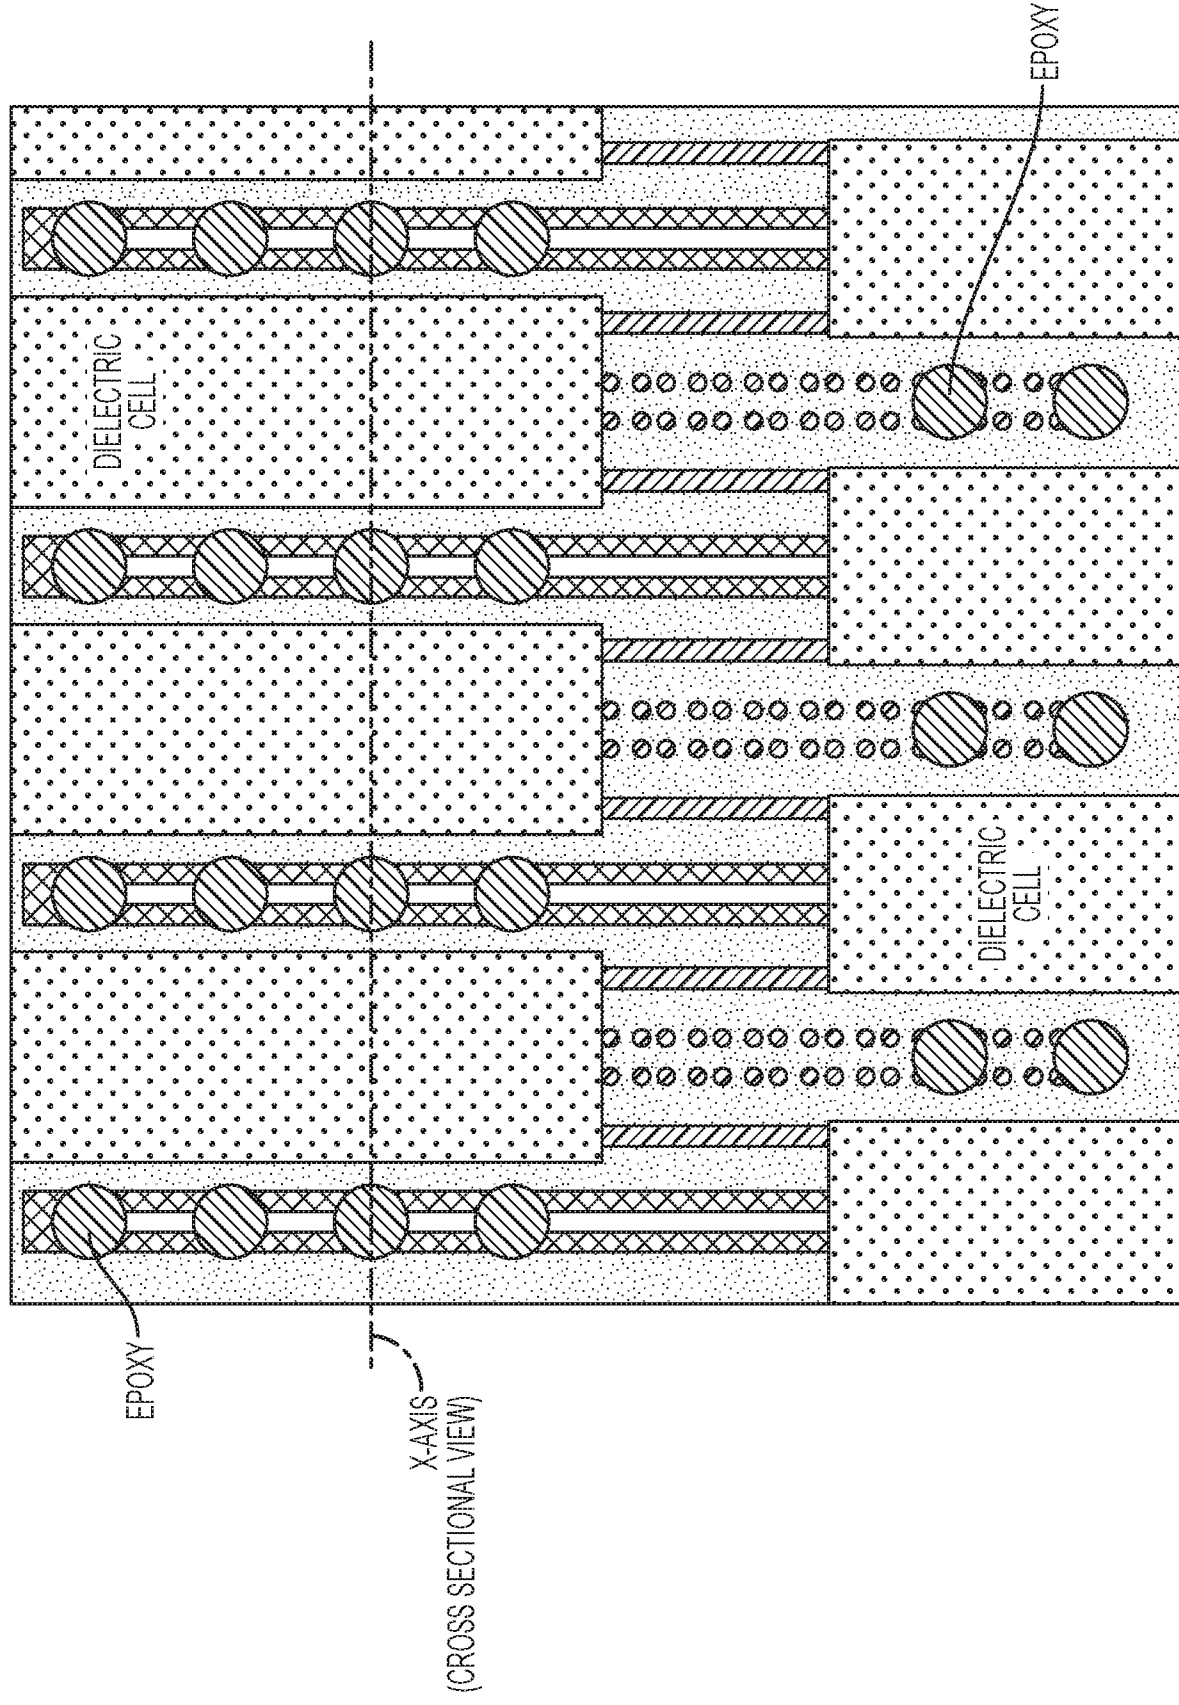 EPOXY
DIELECTRIC
CELL
DIELECTRIC
CELL
EPOXY
X-AXIS
(CROSS SECTIONAL VIEW)